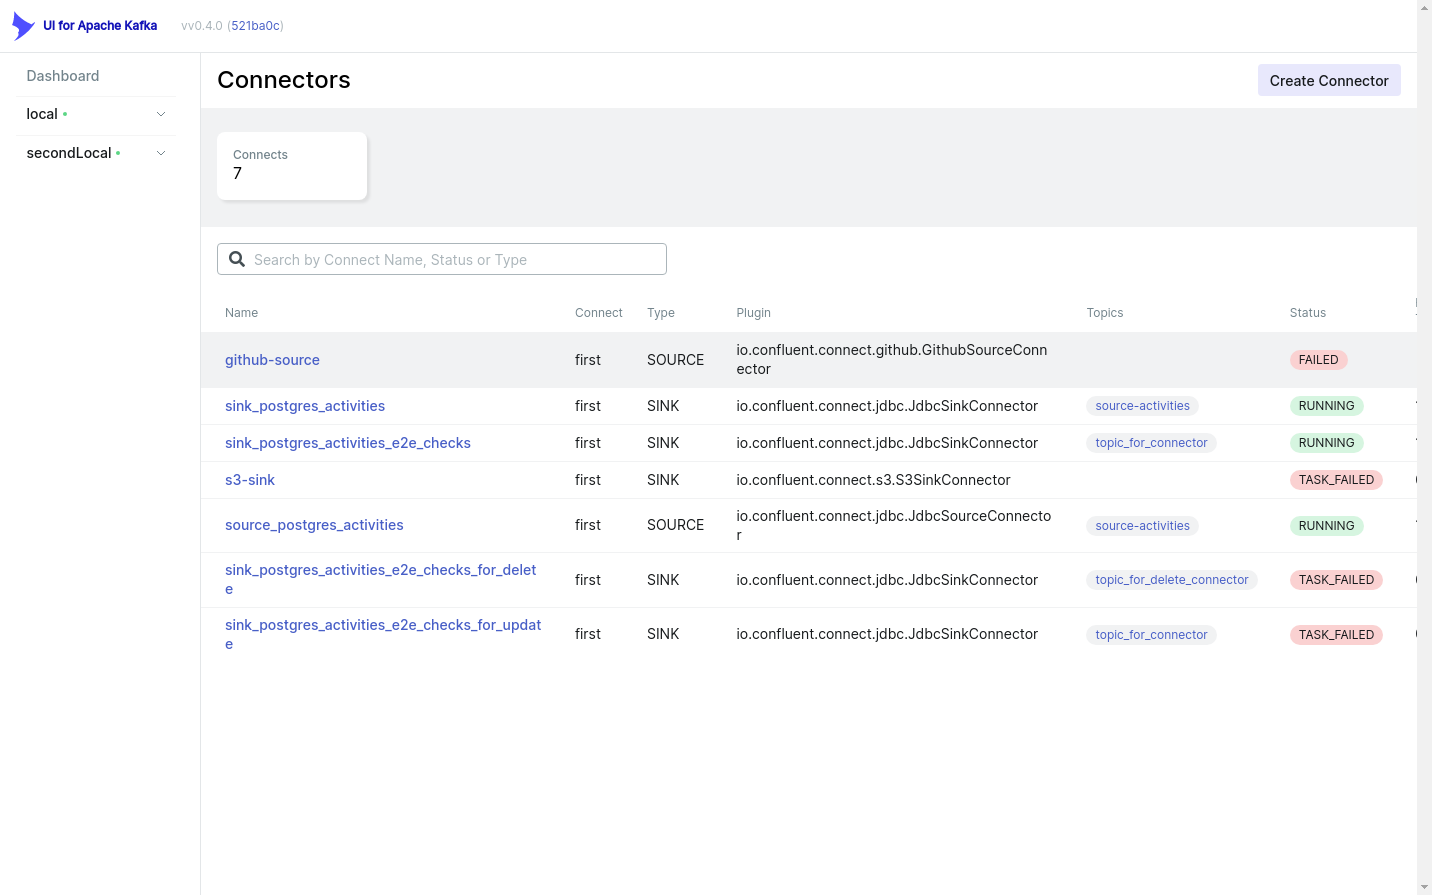 UI for Apache Kafka vv0.4.0 (521ba0c)
Dashboard
local
secondLocal
Connectors
Create Connector
Connects
7
Search by Connect Name, Status or Type
Name Connect Type Plugin Topics Status
github-source first SOURCE io.confluent.connect.github.GithubSourceConn
ector FAILED
sink_postgres_activities first SINK io.confluent.connect.jdbc.JdbcSinkConnector source-activities RUNNING
sink_postgres_activities_e2e_checks first SINK io.confluent.connect.jdbc.JdbcSinkConnector topic_for_connector RUNNING
s3-sink first SINK io.confluent.connect.s3.S3SinkConnector TASK_FAILED
source_postgres_activities first SOURCE io.confluent.connect.jdbc.JdbcSourceConnecto
r source-activities RUNNING
sink_postgres_activities_e2e_checks_for_delet
e first SINK io.confluent.connect.jdbc.JdbcSinkConnector topic_for_delete_connector TASK_FAILED
sink_postgres_activities_e2e_checks_for_updat
e first SINK io.confluent.connect.jdbc.JdbcSinkConnector topic_for_connector TASK_FAILED